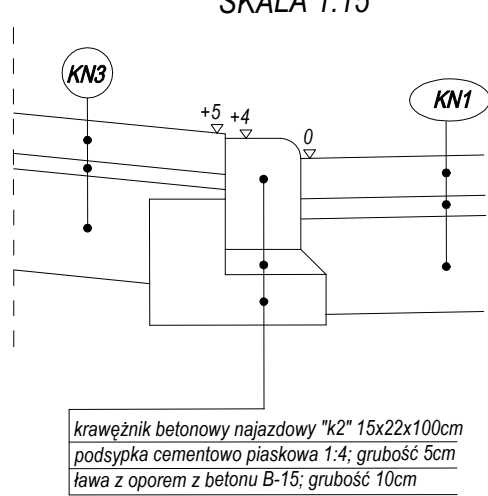 SKALA 1:15
KN3
KN1
+5 +4
0
krawężnik betonowy najazdowy "k2" 15x22x100cm
podsypka cementowo piaskowa 1:4; grubość 5cm
ława z oporem z betonu B-15; grubość 10cm